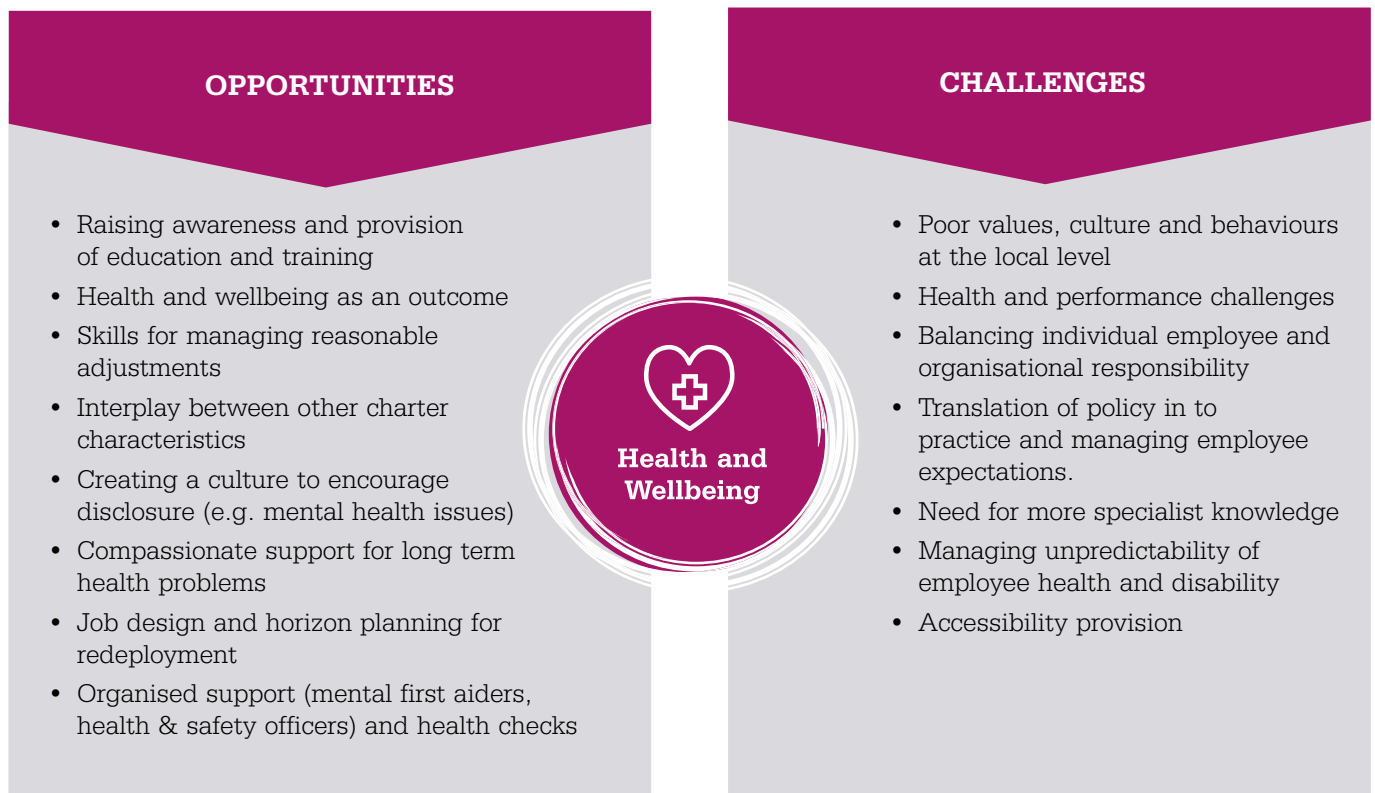 OPPORTUNITIES
• Raising awareness and provision
of education and training
• Health and wellbeing as an outcome
• Skills for managing reasonable
adjustments
• Interplay between other charter
characteristics
• Creating a culture to encourage
disclosure (e.g. mental health issues)
• Compassionate support for long term
health problems
• Job design and horizon planning for
redeployment
• Organised support (mental first aiders,
health & safety officers) and health checks
Health and
Wellbeing
CHALLENGES
• Poor values, culture and behaviours
at the local level
• Health and performance challenges
• Balancing individual employee and
organisational responsibility
• Translation of policy in to
practice and managing employee
expectations.
• Need for more specialist knowledge
• Managing unpredictability of
employee health and disability
• Accessibility provision